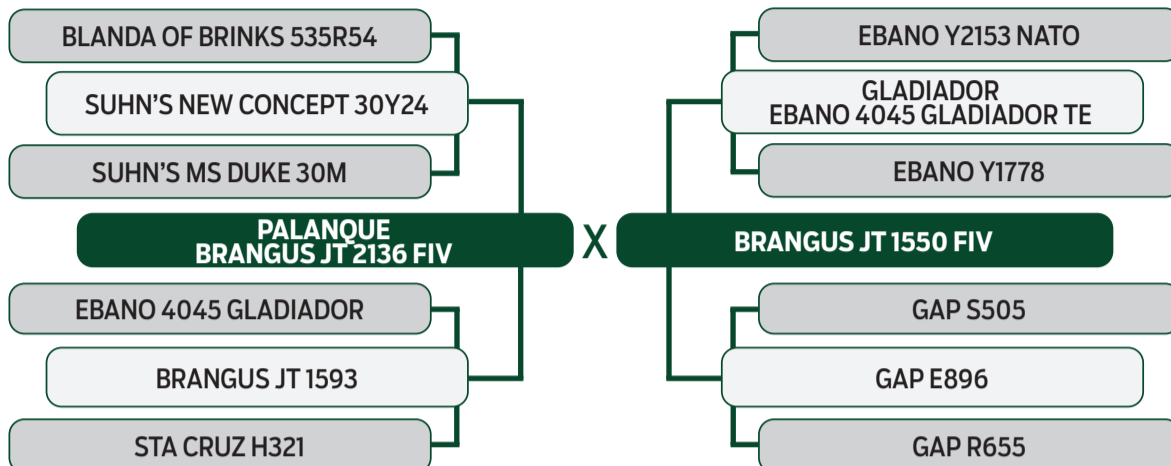 BLANDA OF BRINKS 535R54
SUHN'S NEW CONCEPT 30Y24
SUHN'S MS DUKE 30M
PALANQUE
BRANGUS JT 2136 FIV
EBANO 4045 GLADIADOR
BRANGUS JT 1593
STA CRUZ H321
X
EBANO Y2153 NATO
GLADIADOR
EBANO 4045 GLADIADOR TE
EBANO Y1778
BRANGUS JT 1550 FIV
GAP S505
GAP E896
GAP R655